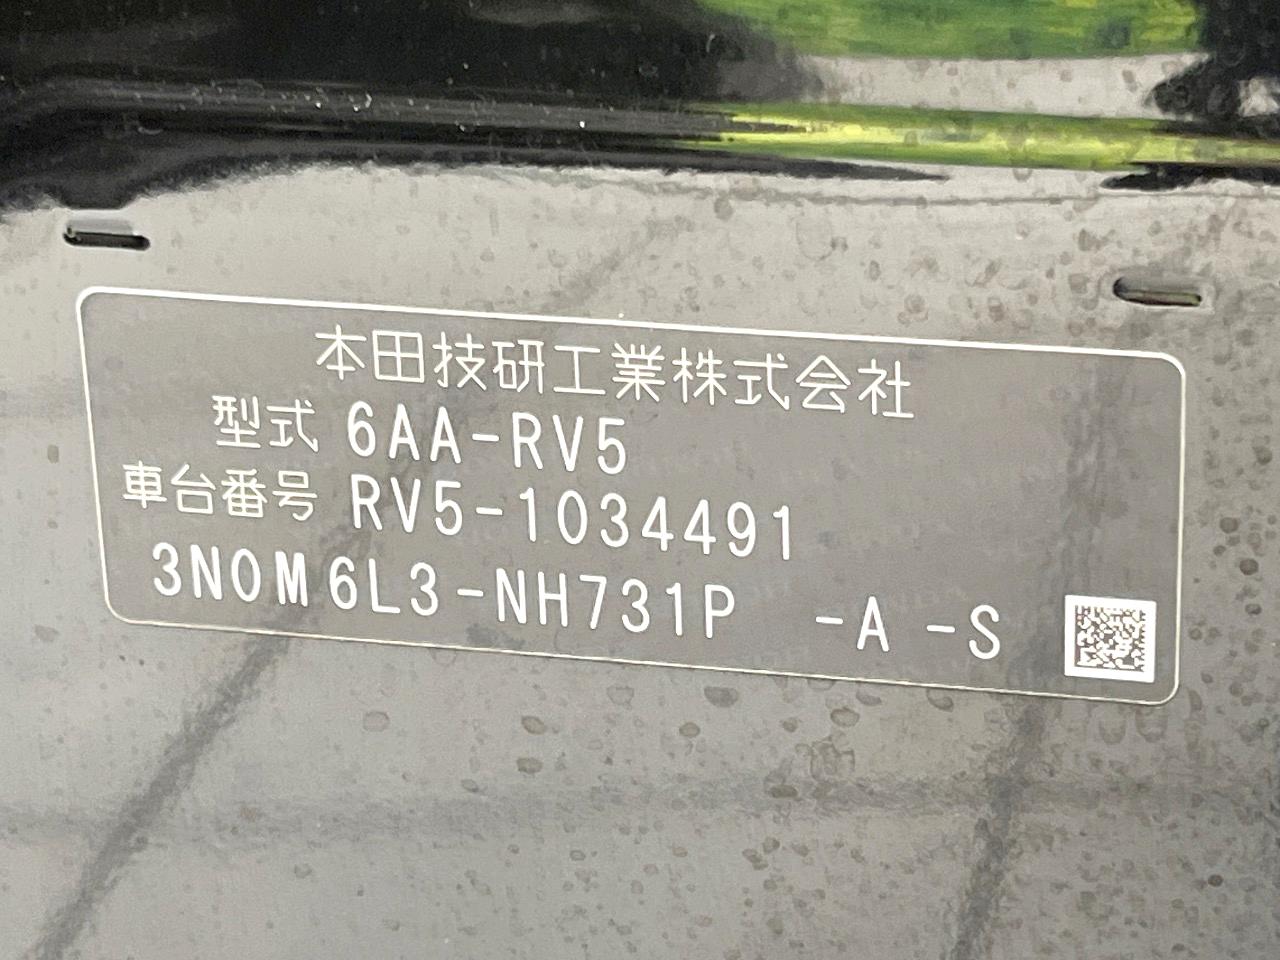 本田技研工業株式会社
型式 6AA-RV5
車台番号 RV5-1034491
3N0M6L3-NH731P -A -S